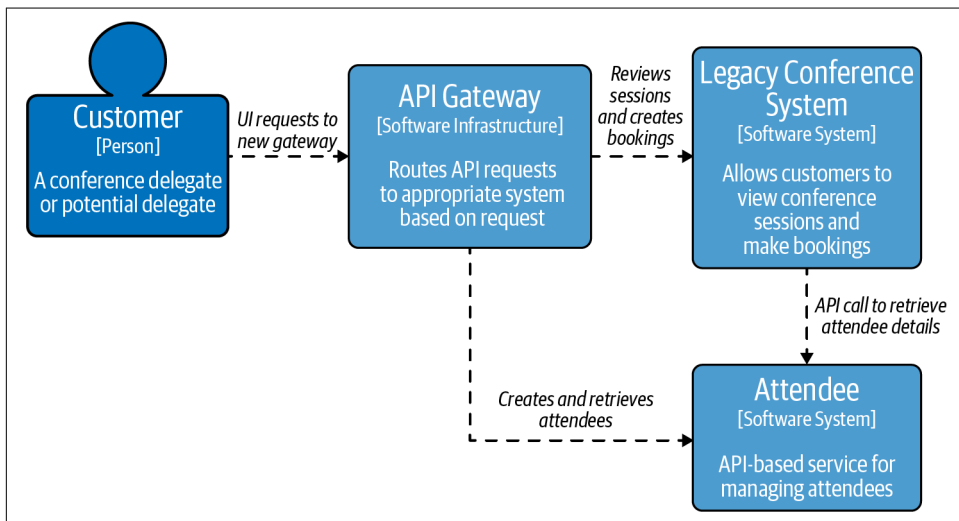 Customer
[Person]
A conference delegate
or potential delegate
UI requests to
new gateway
API Gateway
[Software Infrastructure]
Routes API requests
to appropriate system
based on request
Reviews
sessions
and creates
bookings
Legacy Conference
System
[Software System]
Allows customers to
view conference
sessions and
make bookings
API call to retrieve
attendee details
Creates and retrieves
attendees
Attendee
[Software System]
API-based service for
managing attendees